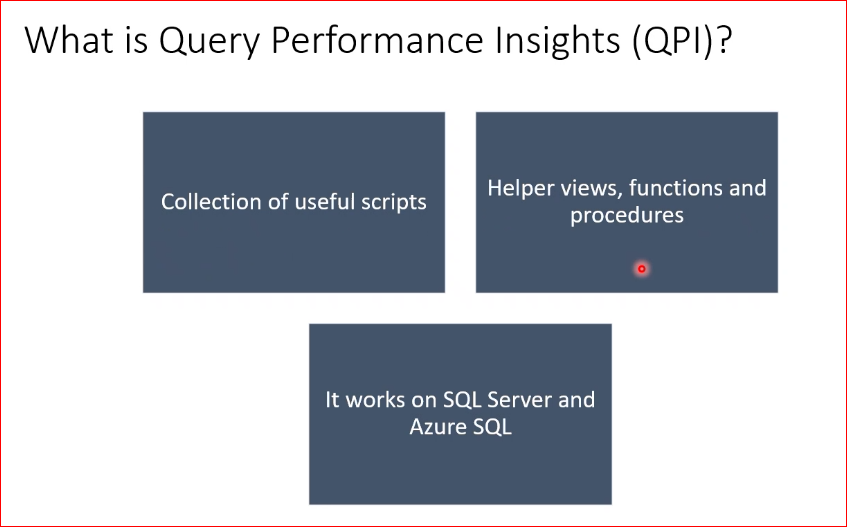 What is Query Performance Insights (QPI)?
Collection of useful scripts
Helper views, functions and
procedures
It works on SQL Server and
Azure SQL